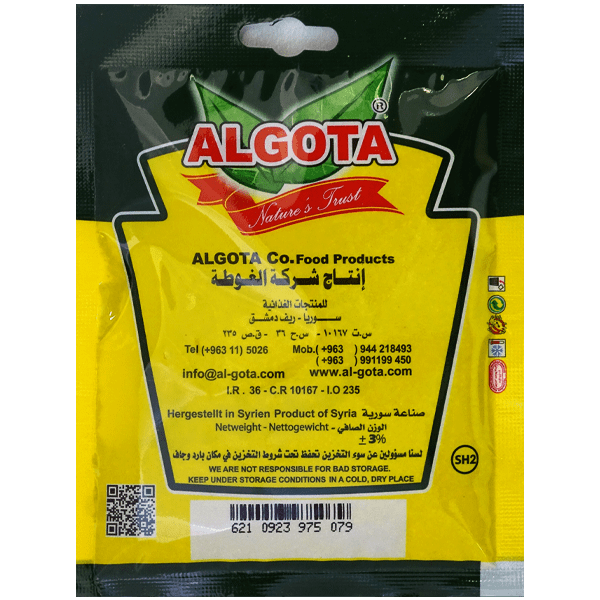 ®
ALGOTA
Nature's Trust
ALGOTA Co. Food Products
إنتاج شركة الغوطة
للمنتجات الغذائية
سوريا - ريف دمشق
س.ت ١٠١٦٧ - س.ح ٣٦ - ق.ص ٢٣٥
Tel (+963 11) 5026 Mob.(+963 ) 944 218493
(+963 ) 991199 450
info@al-gota.com www.al-gota.com
I.R . 36 - C.R 10167 - I.O 235
Hergestellt in Syrien Product of Syria صناعة سورية
Netweight - Nettogewicht - الوزن الصافي
± 3%
لسنا مسؤولين عن سوء التخزين تحفظ تحت شروط التخزين في مكان بارد وجاف
WE ARE NOT RESPONSIBLE FOR BAD STORAGE.
KEEP UNDER STORAGE CONDITIONS IN A COLD, DRY PLACE
SH2
621 0923 975 079